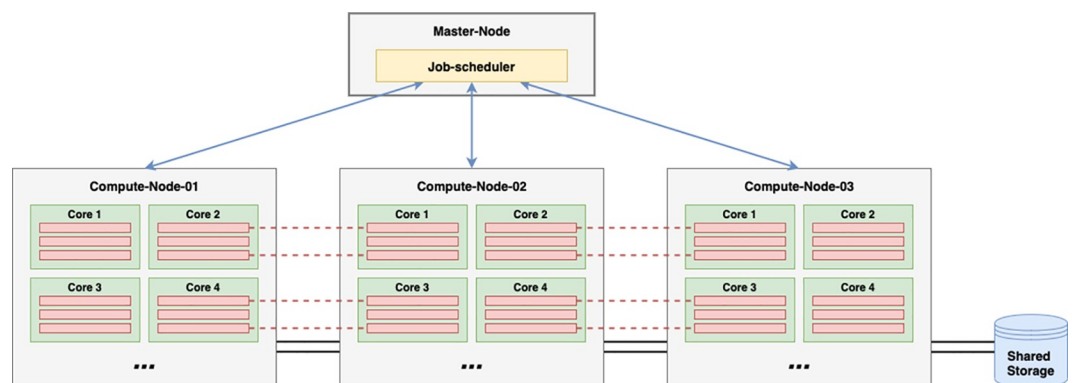 Master-Node
Job-scheduler
Compute-Node-01
Compute-Node-02
Compute-Node-03
Core 1
Core 2
Core 1
Core 2
Core 1
Core 2
Core 3
Core 4
Core 3
Core 4
Core 3
Core 4
...
...
...
Shared
Storage